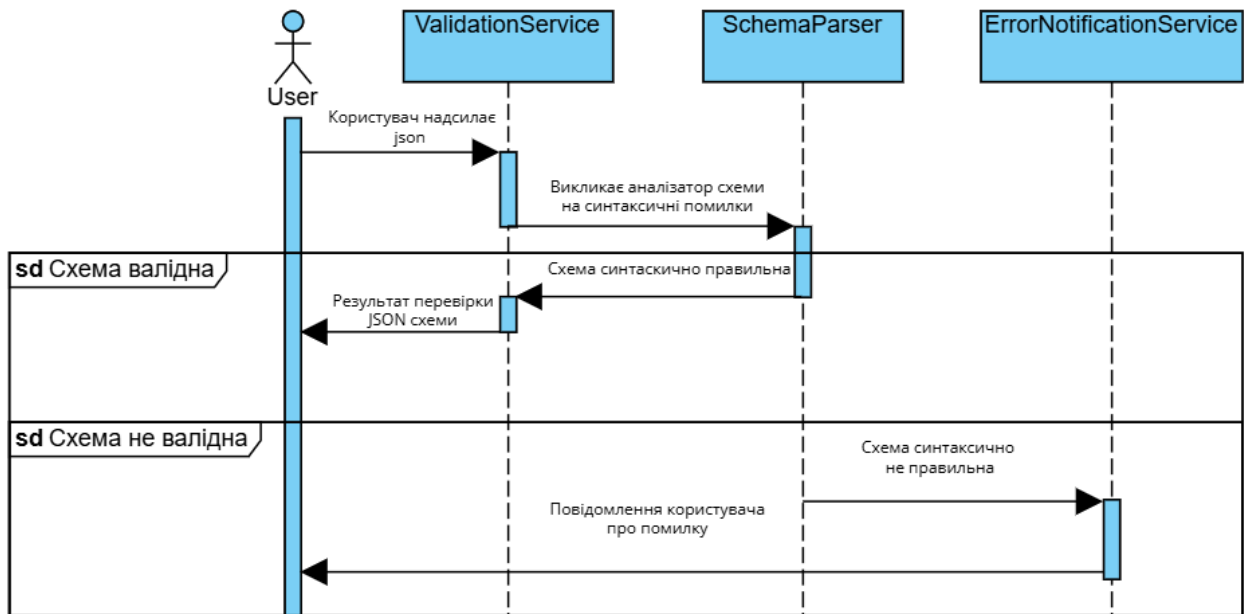 ValidationService
SchemaParser
ErrorNotificationService
User
Користувач надсилає
json
Викликає аналізатор схеми
на синтаксичні помилки
sd Схема валідна
Схема синтаскично правильна
Результат перевірки
JSON схеми
sd Схема не валідна
Схема синтаксично
не правильна
Повідомлення користувача
про помилку